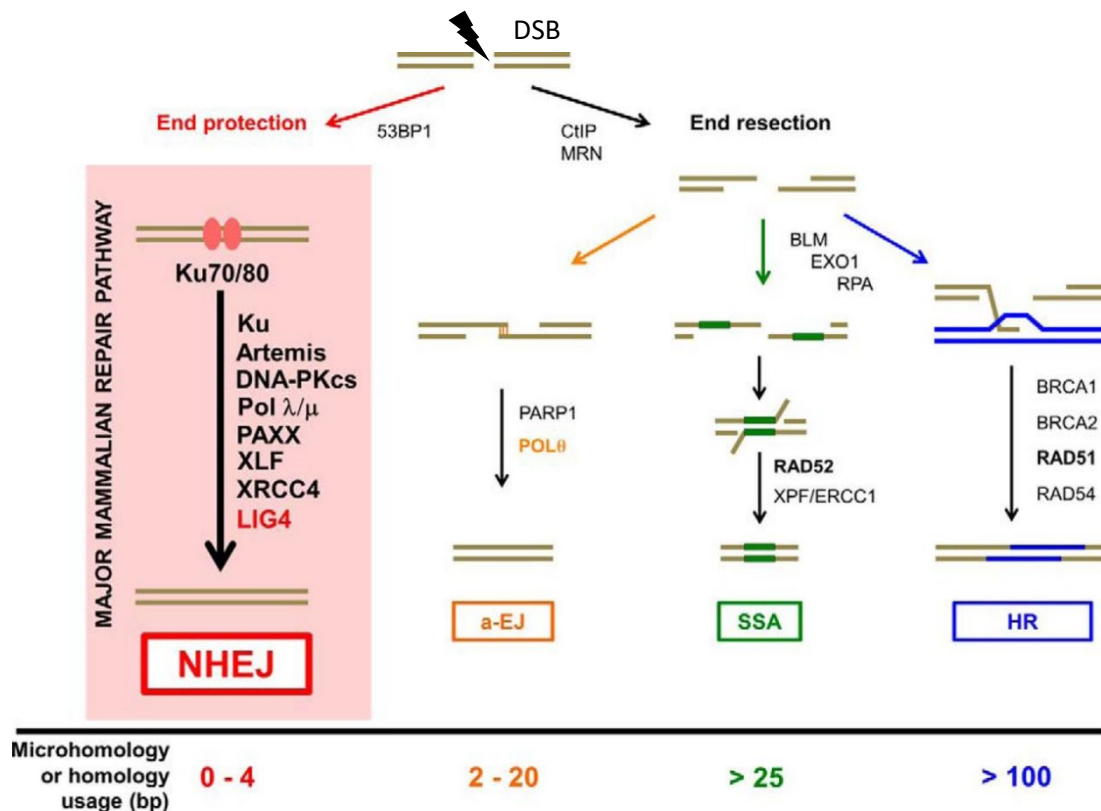 DSB
End protection
53BP1
CtIP
MRN
End resection
MAJOR MAMMALIAN REPAIR PATHWAY
Ku70/80
Ku
Artemis
DNA-PKcs
Pol λ/μ
PAXX
XLF
XRCC4
LIG4
NHEJ
BLM
EXO1
RPA
PARP1
POLθ
a-EJ
RAD52
XPF/ERCC1
SSA
BRCA1
BRCA2
RAD51
RAD54
HR
Microhomology
or homology
usage (bp)
0 - 4
2 - 20
> 25
> 100